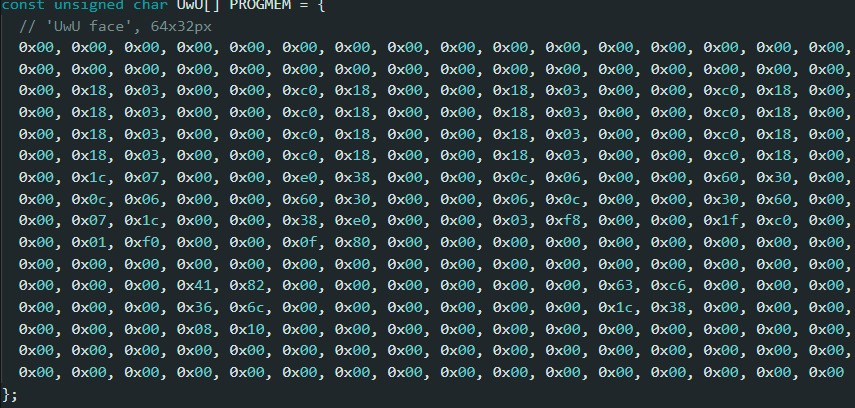 const unsigned char UwU[] PROGMEM = {
// 'UwU face', 64x32px
0x00, 0x00, 0x00, 0x00, 0x00, 0x00, 0x00, 0x00, 0x00, 0x00, 0x00, 0x00, 0x00, 0x00, 0x00, 0x00,
0x00, 0x00, 0x00, 0x00, 0x00, 0x00, 0x00, 0x00, 0x00, 0x00, 0x00, 0x00, 0x00, 0x00, 0x00, 0x00,
0x00, 0x18, 0x03, 0x00, 0x00, 0xc0, 0x18, 0x00, 0x00, 0x18, 0x03, 0x00, 0x00, 0xc0, 0x18, 0x00,
0x00, 0x18, 0x03, 0x00, 0x00, 0xc0, 0x18, 0x00, 0x00, 0x18, 0x03, 0x00, 0x00, 0xc0, 0x18, 0x00,
0x00, 0x18, 0x03, 0x00, 0x00, 0xc0, 0x18, 0x00, 0x00, 0x18, 0x03, 0x00, 0x00, 0xc0, 0x18, 0x00,
0x00, 0x18, 0x03, 0x00, 0x00, 0xc0, 0x18, 0x00, 0x00, 0x18, 0x03, 0x00, 0x00, 0xc0, 0x18, 0x00,
0x00, 0x1c, 0x07, 0x00, 0x00, 0xe0, 0x38, 0x00, 0x00, 0x0c, 0x06, 0x00, 0x00, 0x60, 0x30, 0x00,
0x00, 0x0c, 0x06, 0x00, 0x00, 0x60, 0x30, 0x00, 0x00, 0x06, 0x0c, 0x00, 0x00, 0x30, 0x60, 0x00,
0x00, 0x07, 0x1c, 0x00, 0x00, 0x38, 0xe0, 0x00, 0x00, 0x03, 0xf8, 0x00, 0x00, 0x1f, 0xc0, 0x00,
0x00, 0x01, 0xf0, 0x00, 0x00, 0x0f, 0x80, 0x00, 0x00, 0x00, 0x00, 0x00, 0x00, 0x00, 0x00, 0x00,
0x00, 0x00, 0x00, 0x00, 0x00, 0x00, 0x00, 0x00, 0x00, 0x00, 0x00, 0x00, 0x00, 0x00, 0x00, 0x00,
0x00, 0x00, 0x00, 0x41, 0x82, 0x00, 0x00, 0x00, 0x00, 0x00, 0x00, 0x63, 0xc6, 0x00, 0x00, 0x00,
0x00, 0x00, 0x00, 0x36, 0x6c, 0x00, 0x00, 0x00, 0x00, 0x00, 0x00, 0x1c, 0x38, 0x00, 0x00, 0x00,
0x00, 0x00, 0x00, 0x08, 0x10, 0x00, 0x00, 0x00, 0x00, 0x00, 0x00, 0x00, 0x00, 0x00, 0x00, 0x00,
0x00, 0x00, 0x00, 0x00, 0x00, 0x00, 0x00, 0x00, 0x00, 0x00, 0x00, 0x00, 0x00, 0x00, 0x00, 0x00,
0x00, 0x00, 0x00, 0x00, 0x00, 0x00, 0x00, 0x00, 0x00, 0x00, 0x00, 0x00, 0x00, 0x00, 0x00, 0x00
};